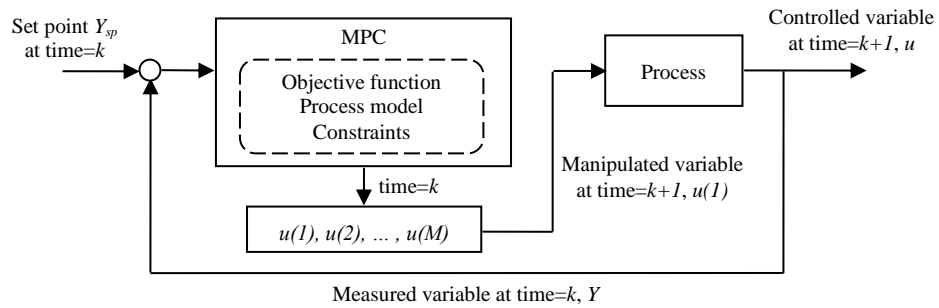 Set point Y_sp
at time=k
MPC
Objective function
Process model
Constraints
time=k
u(1), u(2), … , u(M)
Process
Controlled variable
at time=k+1, u
Manipulated variable
at time=k+1, u(1)
Measured variable at time=k, Y